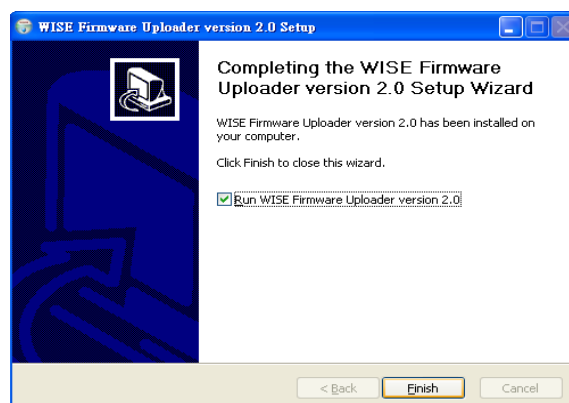 WISE Firmware Uploader version 2.0 Setup
Completing the WISE Firmware
Uploader version 2.0 Setup Wizard
WISE Firmware Uploader version 2.0 has been installed on
your computer.
Click Finish to close this wizard.
Run WISE Firmware Uploader version 2.0
< Back
Finish
Cancel